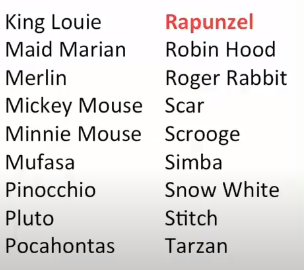 King Louie
Maid Marian
Merlin
Mickey Mouse
Minnie Mouse
Mufasa
Pinocchio
Pluto
Pocahontas
Rapunzel
Robin Hood
Roger Rabbit
Scar
Scrooge
Simba
Snow White
Stitch
Tarzan